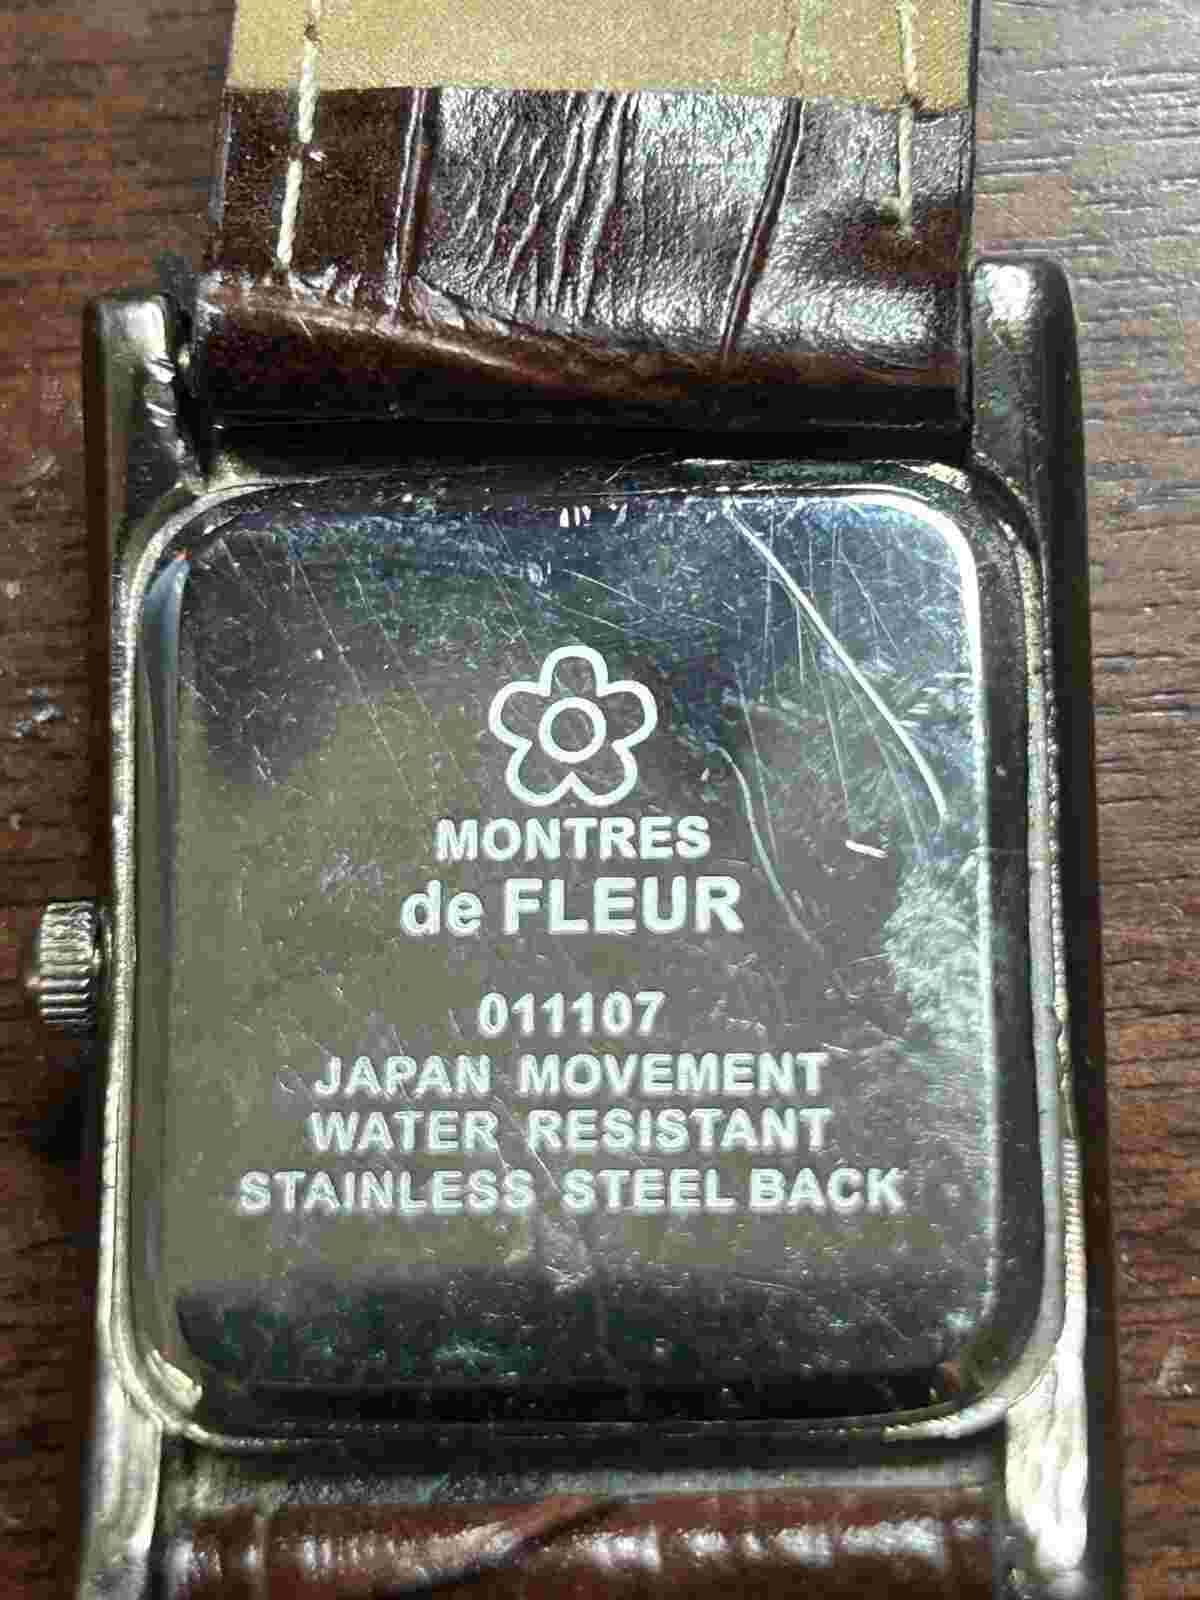 MONTRES
de FLEUR
011107
JAPAN MOVEMENT
WATER RESISTANT
STAINLESS STEEL BACK